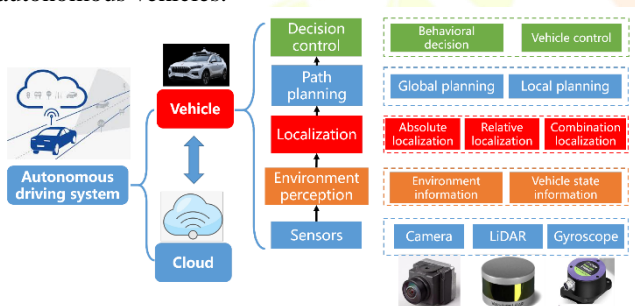 autonomous vehicles.
Decision
control
Behavioral
decision
Vehicle control
Vehicle
Path
planning
Global planning
Local planning
Localization
Absolute
localization
Relative
localization
Combination
localization
Autonomous
driving system
Environment
perception
Environment
information
Vehicle state
information
Cloud
Sensors
Camera
LiDAR
Gyroscope